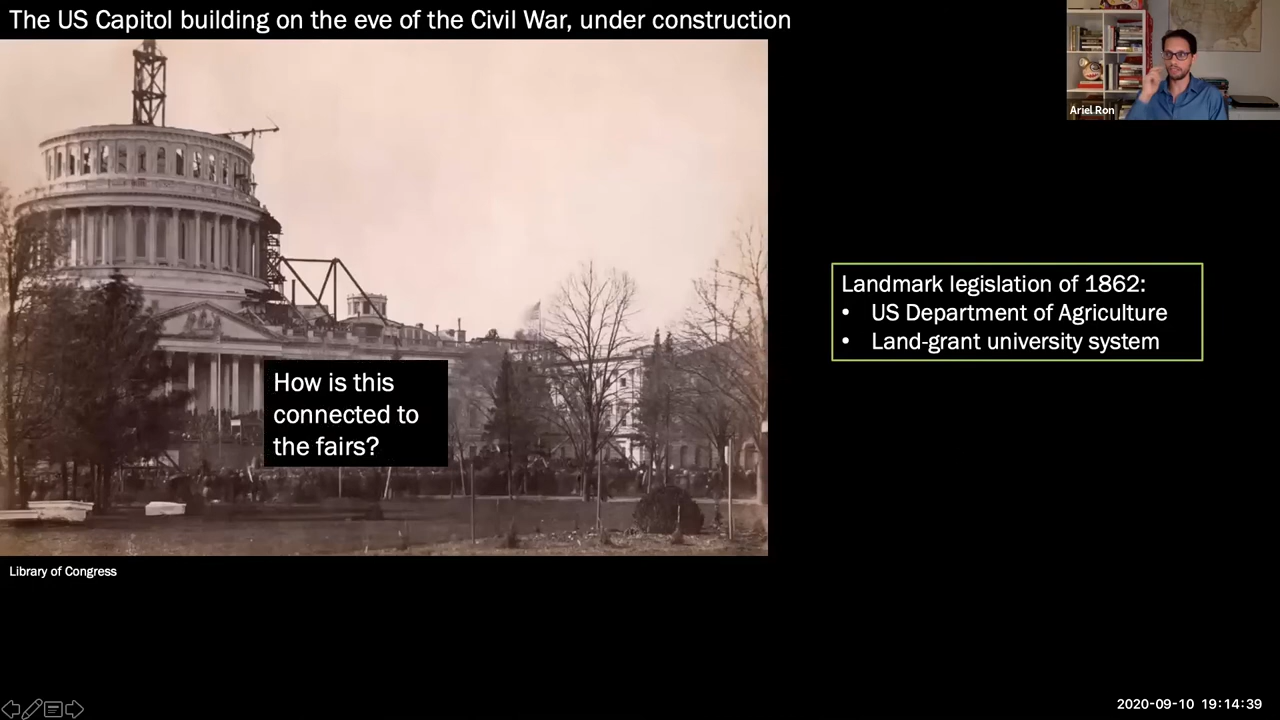 The US Capitol building on the eve of the Civil War, under construction
Ariel Ron
Landmark legislation of 1862:
• US Department of Agriculture
• Land-grant university system
How is this
connected to
the fairs?
Library of Congress
2020-09-10 19:14:39